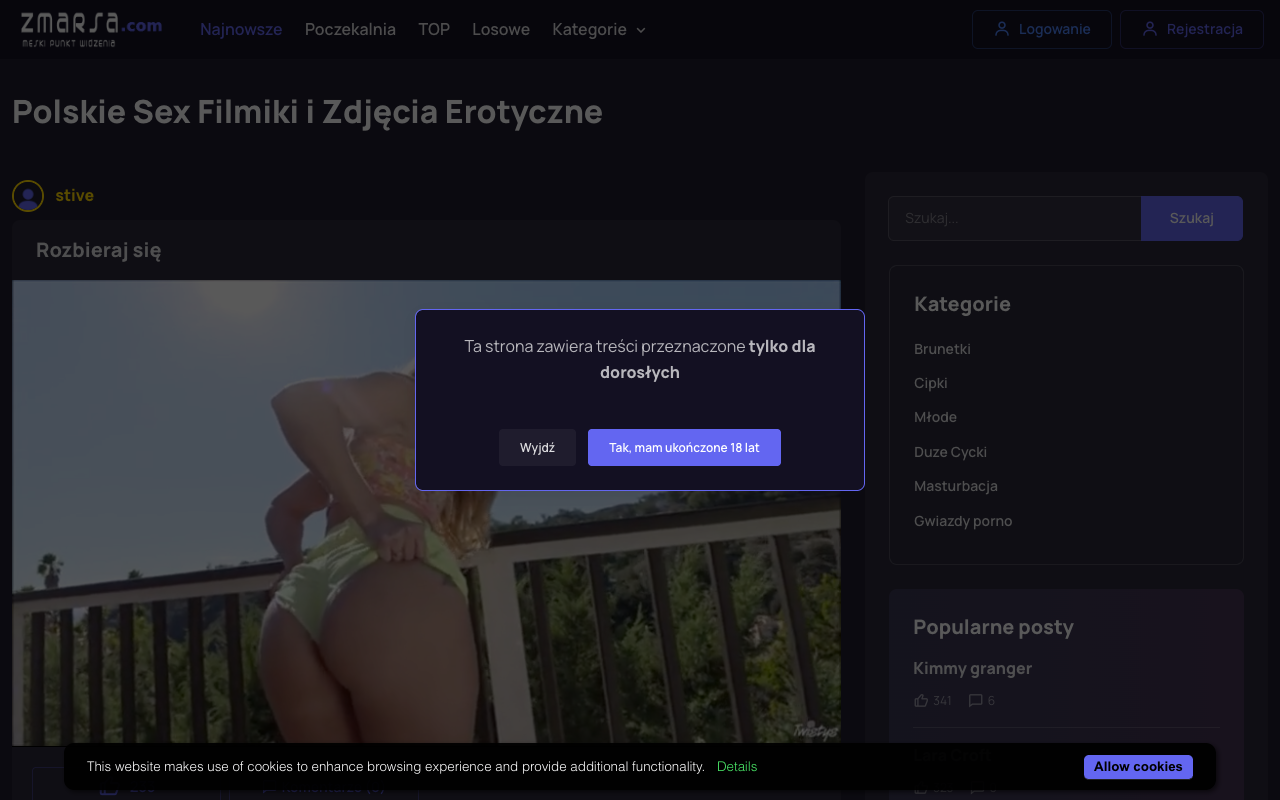 zmarsa.com
MĘSKI PUNKT WIDZENIA
Najnowsze Poczekalnia TOP Losowe Kategorie
Logowanie Rejestracja
Polskie Sex Filmiki i Zdjęcia Erotyczne
stive
Rozbieraj się
Szukaj... Szukaj
Kategorie
Brunetki
Cipki
Młode
Duze Cycki
Masturbacja
Gwiazdy porno
Ta strona zawiera treści przeznaczone tylko dla
dorosłych
Wyjdź Tak, mam ukończone 18 lat
Popularne posty
Kimmy granger
341 6
Twistys
This website makes use of cookies to enhance browsing experience and provide additional functionality. Details
Allow cookies